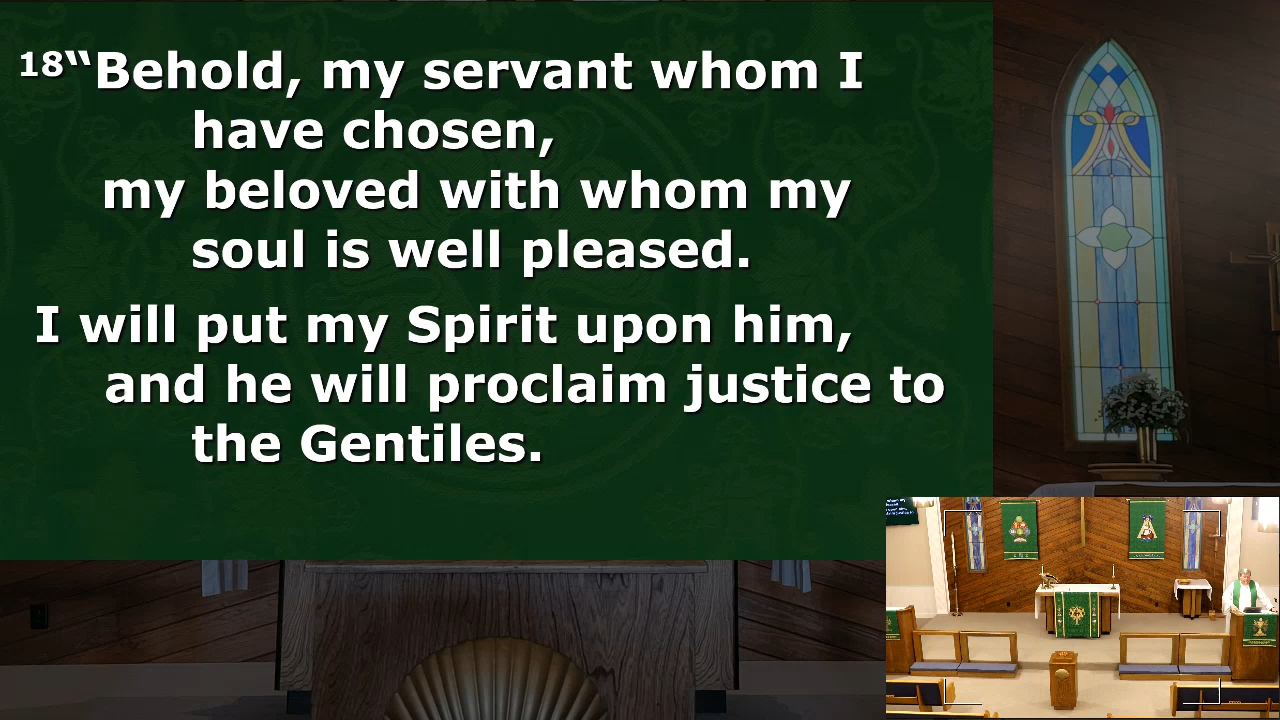 18“Behold, my servant whom I
have chosen,
my beloved with whom my
soul is well pleased.
I will put my Spirit upon him,
and he will proclaim justice to
the Gentiles.